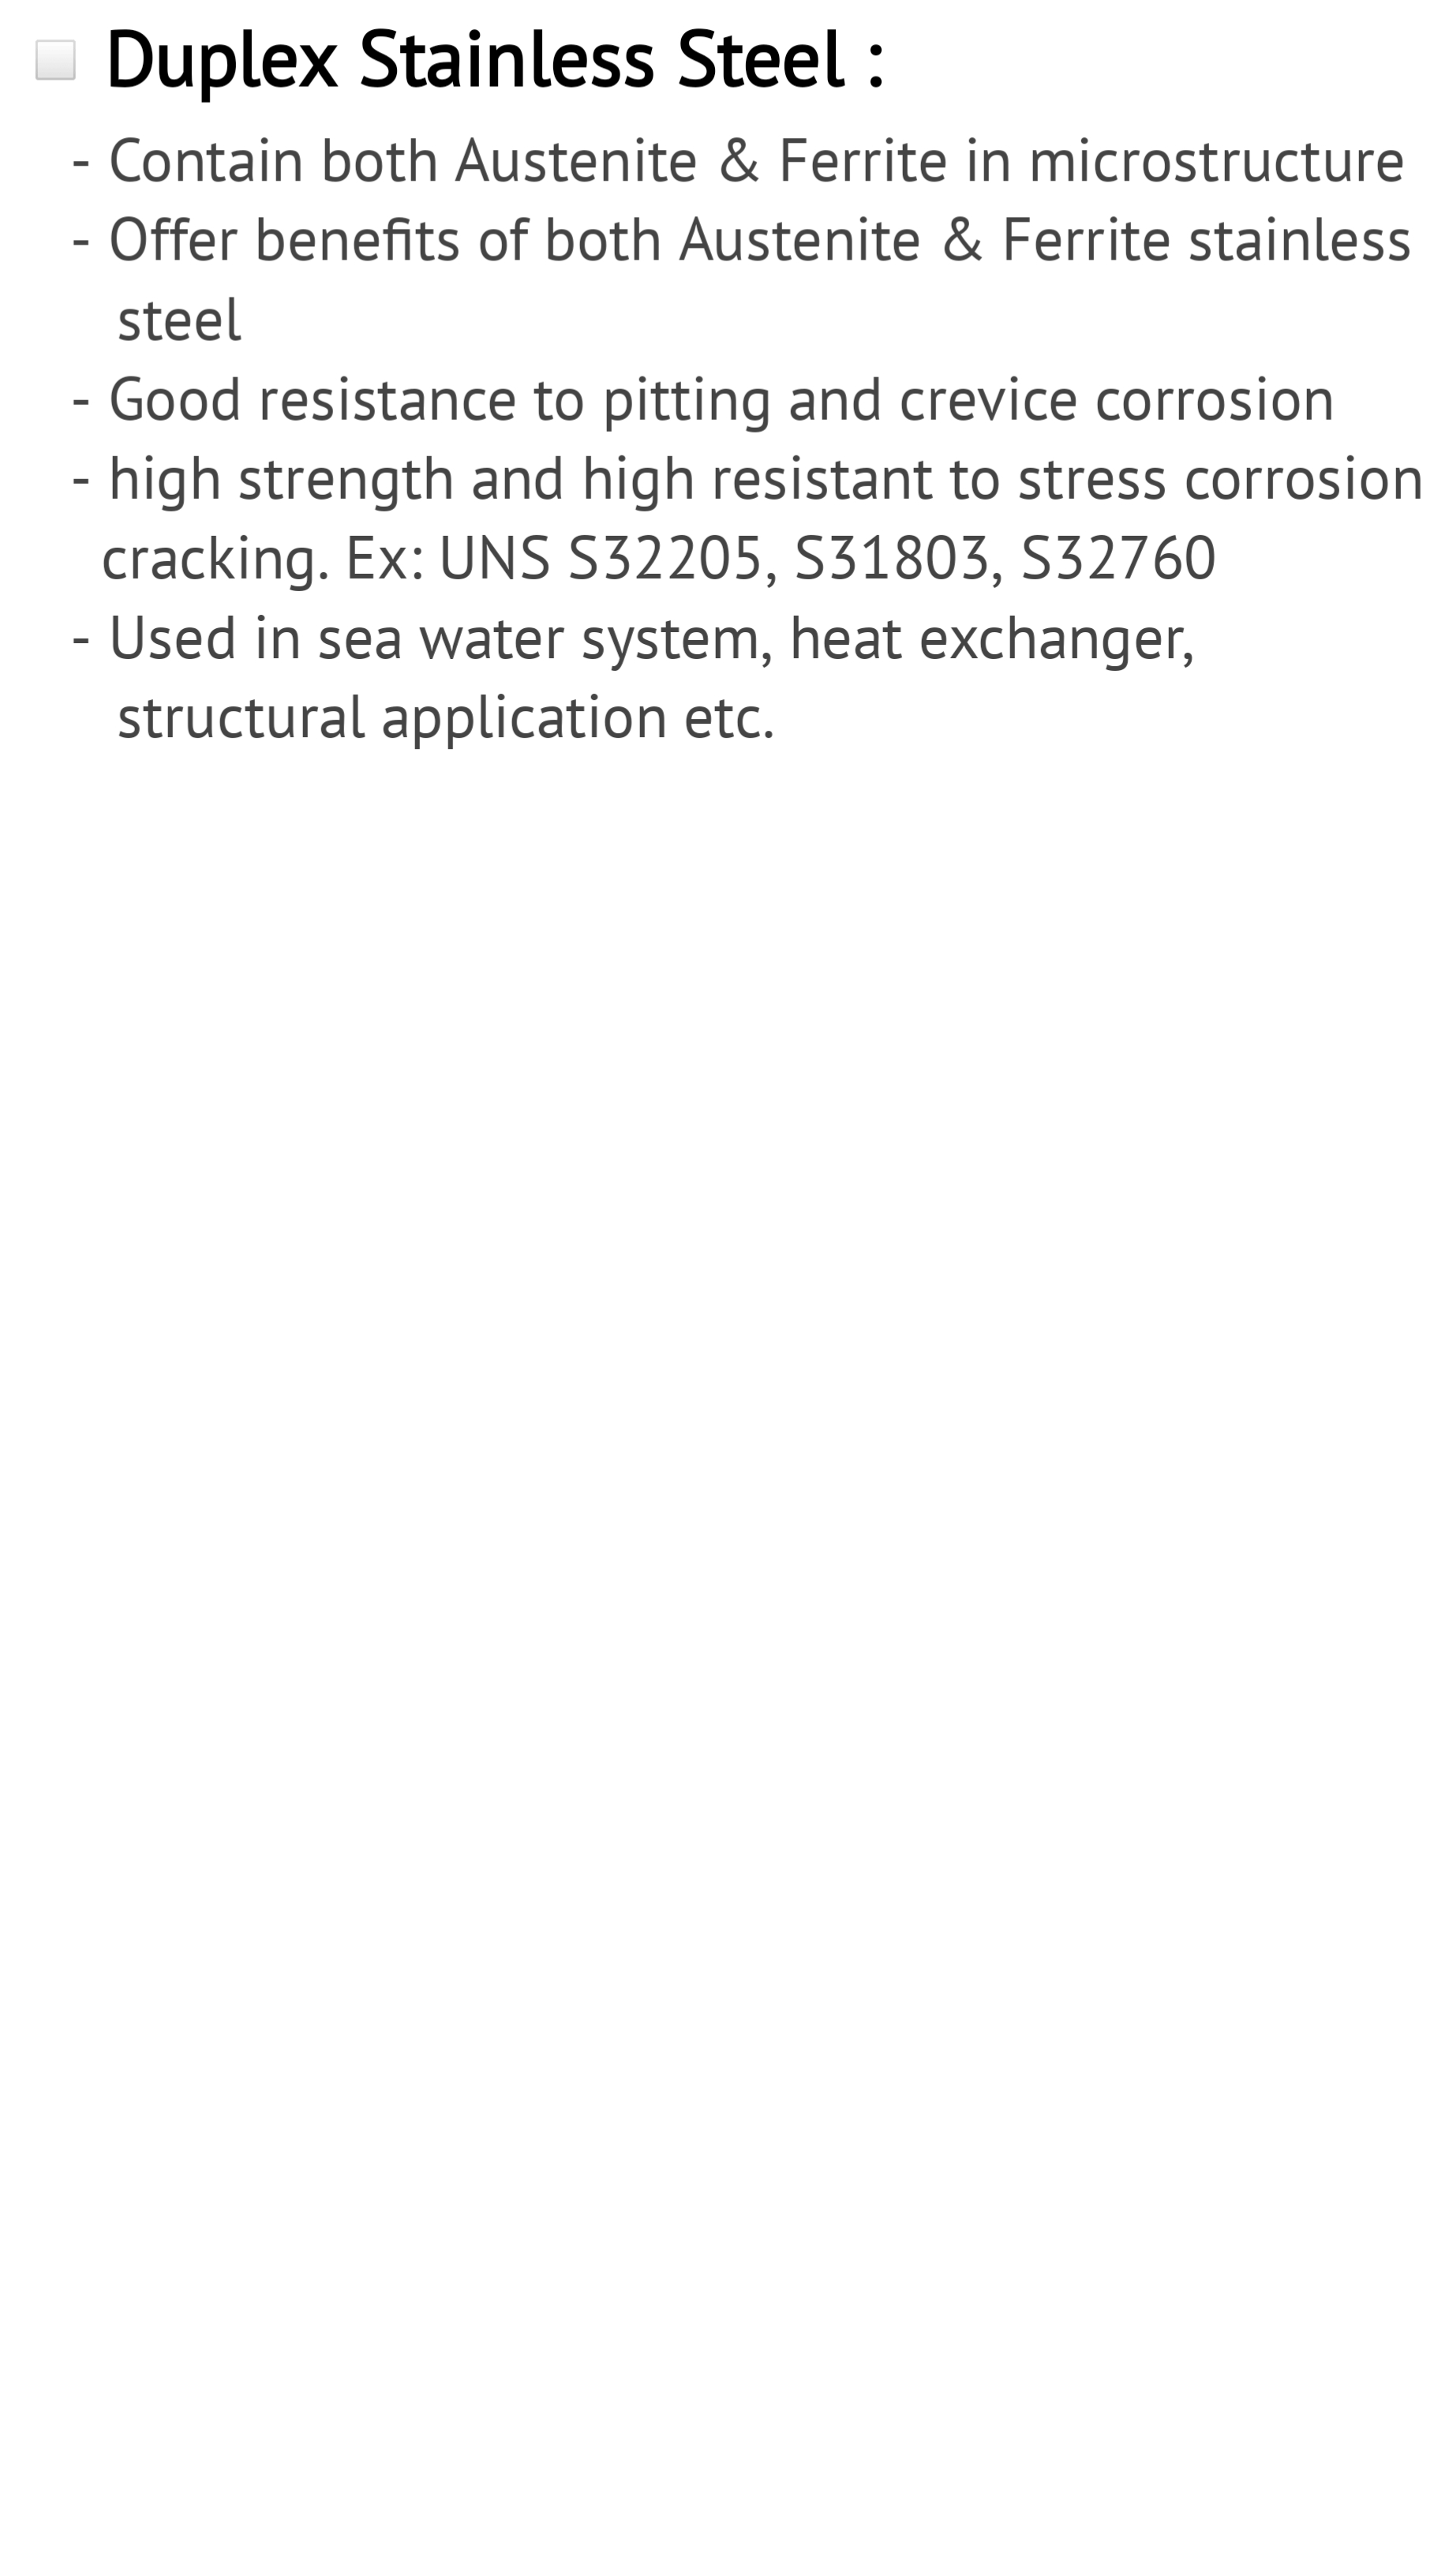 Duplex Stainless Steel :
- Contain both Austenite & Ferrite in microstructure
- Offer benefits of both Austenite & Ferrite stainless
steel
- Good resistance to pitting and crevice corrosion
- high strength and high resistant to stress corrosion
cracking. Ex: UNS S32205, S31803, S32760
- Used in sea water system, heat exchanger,
structural application etc.